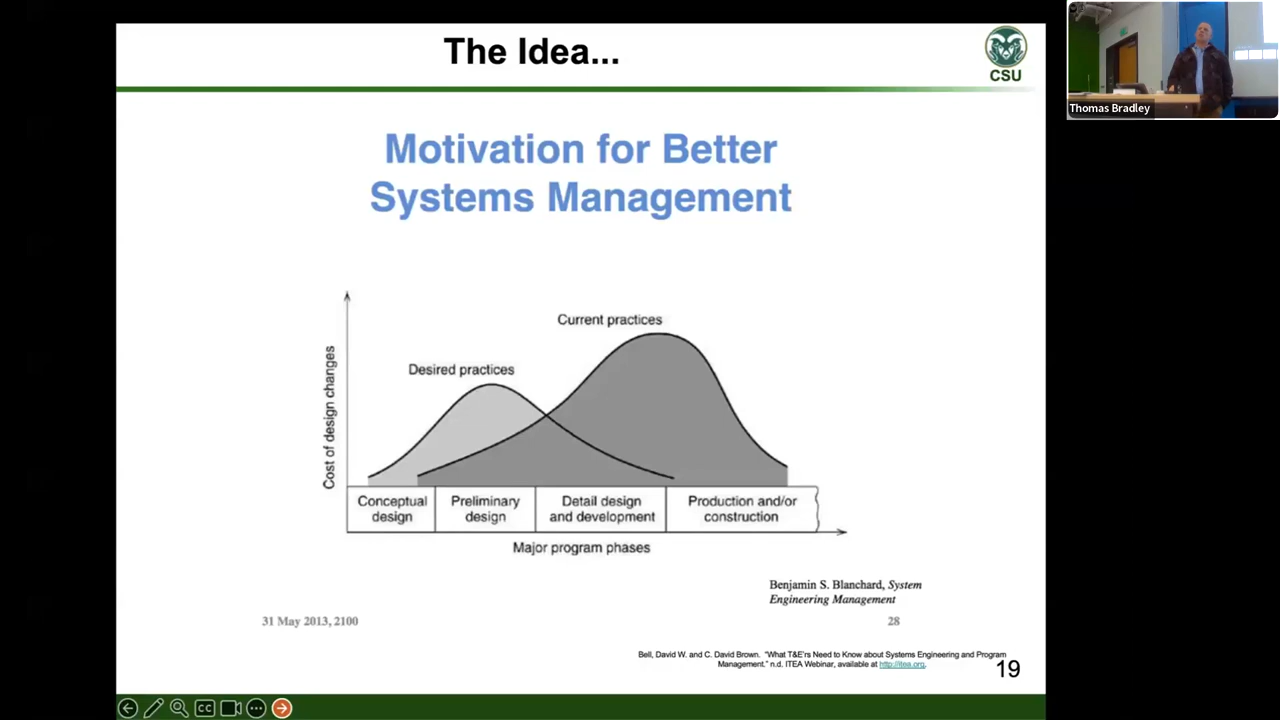 The Idea...
CSU
Thomas Bradley
Motivation for Better
Systems Management
Current practices
Desired practices
Cost of design changes
Conceptual
design
Preliminary
design
Detail design
and development
Production and/or
construction
Major program phases
Benjamin S. Blanchard, System
Engineering Management
31 May 2013, 2100
28
Bell, David W. and C. David Brown. "What T&E'rs Need to Know about Systems Engineering and Program
Management." n.d. ITEA Webinar, available at http://itea.org.
19
CC